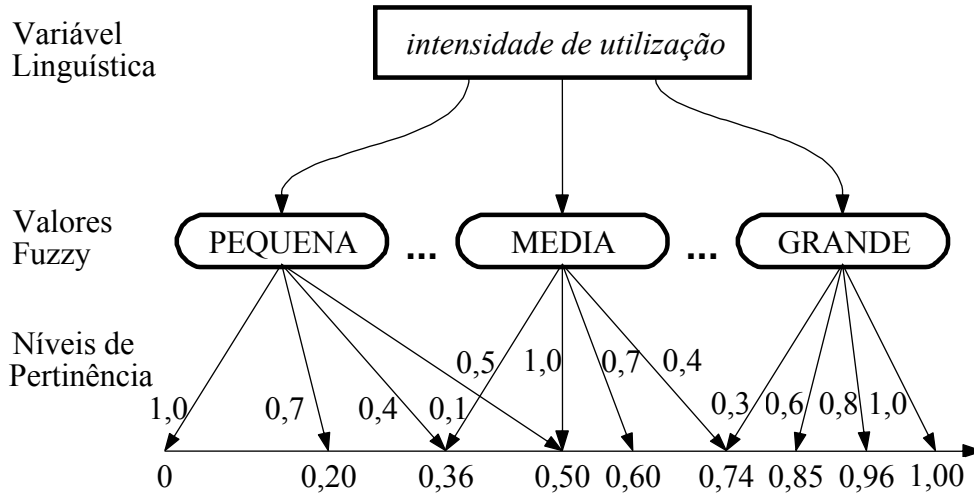 Variável
Linguística
intensidade de utilização
Valores
Fuzzy
PEQUENA ... MEDIA ... GRANDE
Níveis de
Pertinência
0,5 1,0 0,7 0,4
1,0 0,7 0,4 0,1 0,3 0,6 0,8 1,0
0 0,20 0,36 0,50 0,60 0,74 0,85 0,96 1,00